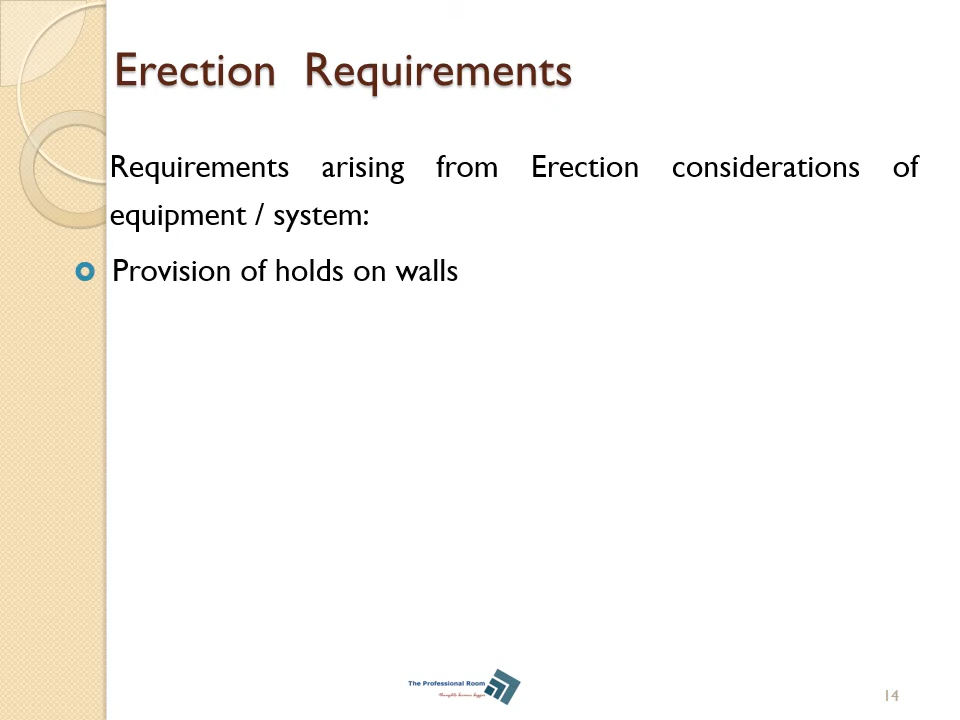 Erection Requirements
Requirements arising from Erection considerations of
equipment / system:
Provision of holds on walls
The Professional Room
14